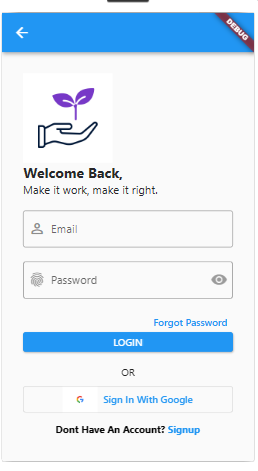 DEBUG
Welcome Back,
Make it work, make it right.
Email
Password
Forgot Password
LOGIN
OR
Sign In With Google
Dont Have An Account? Signup